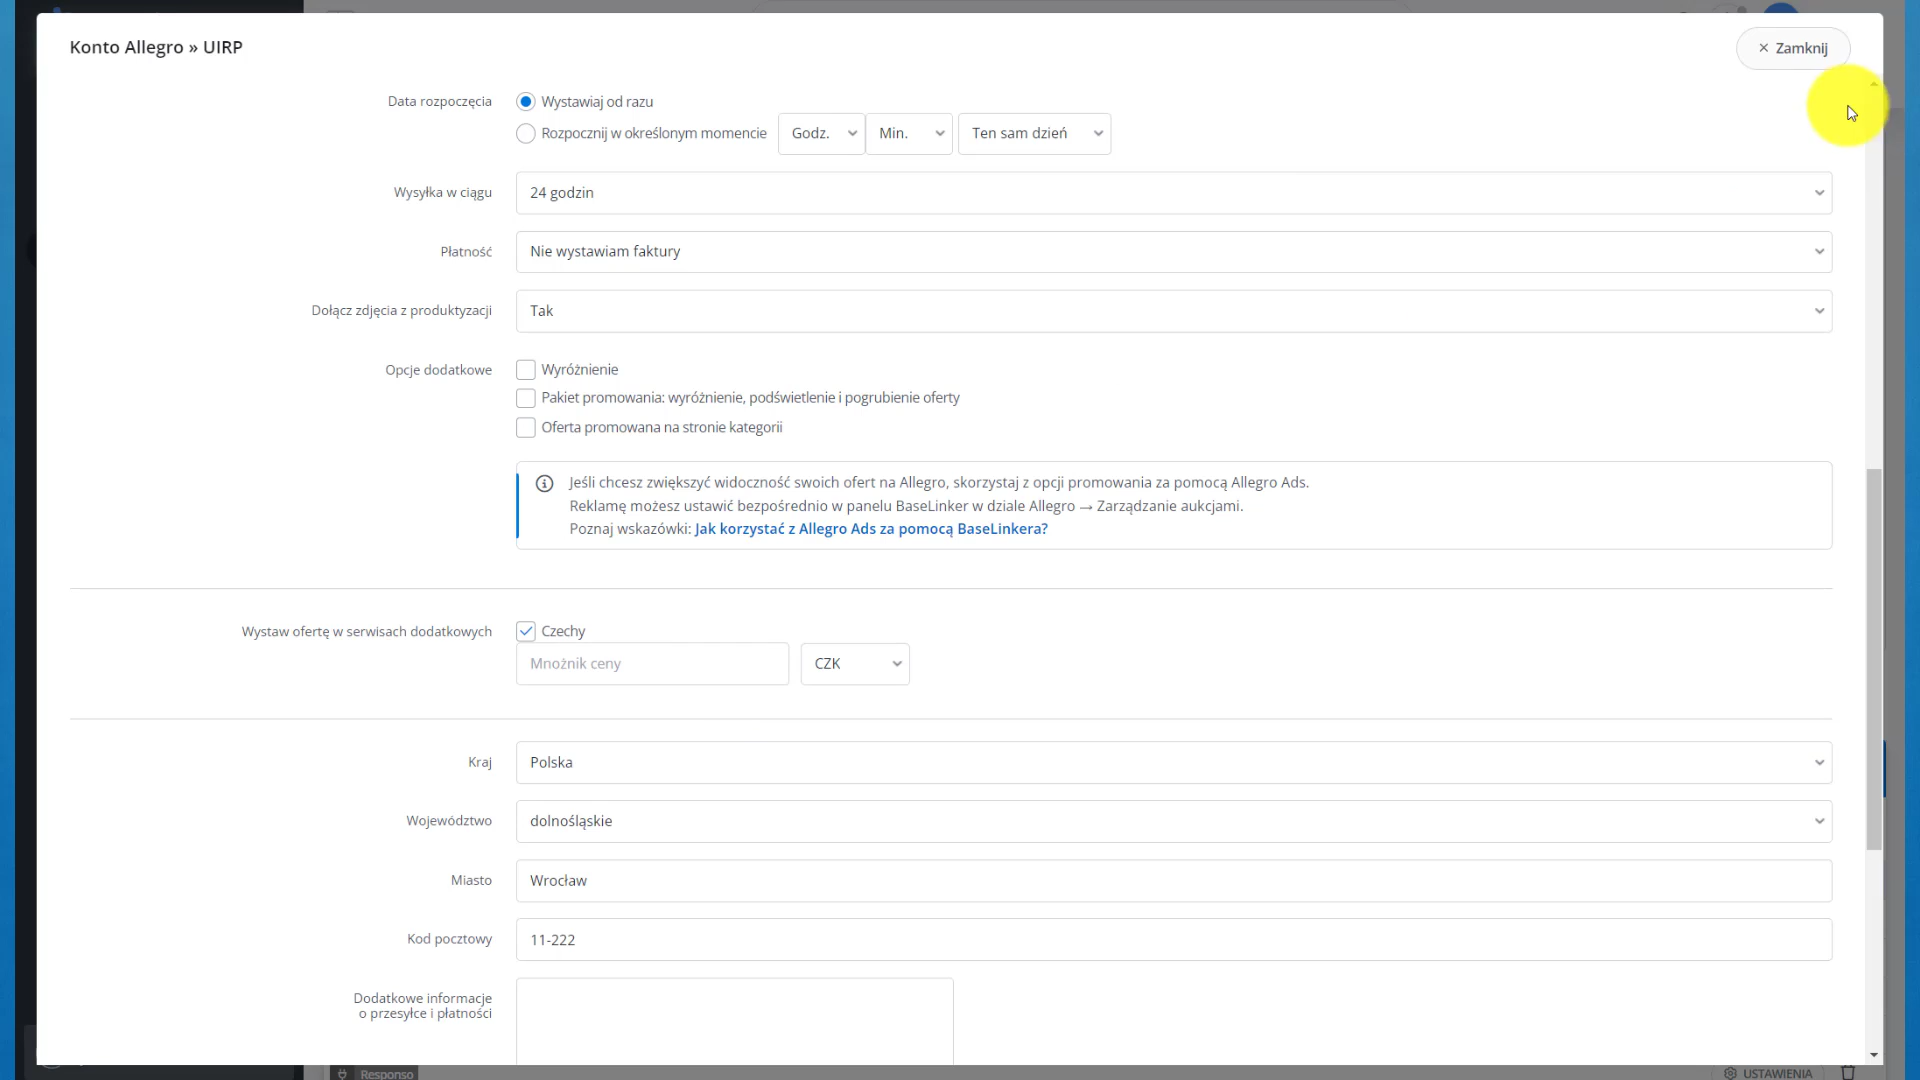 Konto Allegro » UIRP
× Zamknij
Data rozpoczęcia
Wystawiaj od razu
Rozpocznij w określonym momencie
Godz.
Min.
Ten sam dzień
Wysyłka w ciągu
24 godzin
Płatność
Nie wystawiam faktury
Dołącz zdjęcia z produktyzacji
Tak
Opcje dodatkowe
Wyróżnienie
Pakiet promowania: wyróżnienie, podświetlenie i pogrubienie oferty
Oferta promowana na stronie kategorii
Jeśli chcesz zwiększyć widoczność swoich ofert na Allegro, skorzystaj z opcji promowania za pomocą Allegro Ads.
Reklamę możesz ustawić bezpośrednio w panelu BaseLinker w dziale Allegro → Zarządzanie aukcjami.
Poznaj wskazówki: Jak korzystać z Allegro Ads za pomocą BaseLinkera?
Wystaw ofertę w serwisach dodatkowych
Czechy
Mnożnik ceny
CZK
Kraj
Polska
Województwo
dolnośląskie
Miasto
Wrocław
Kod pocztowy
11-222
Dodatkowe informacje
o przesyłce i płatności
Responso
USTAWIENIA